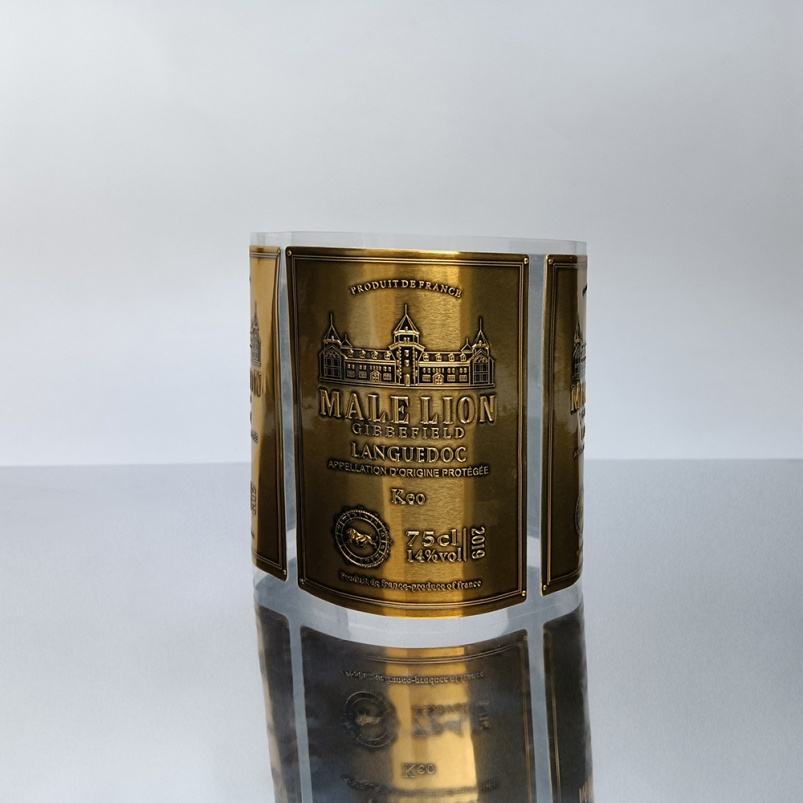 PRODUIT DE FRANCE
MALE LION
GIBBEFIELD
LANGUEDOC
APPELLATION D'ORIGINE PROTÉGÉE
Keo
75cl
14%vol
2019
Produit de france-produce of france